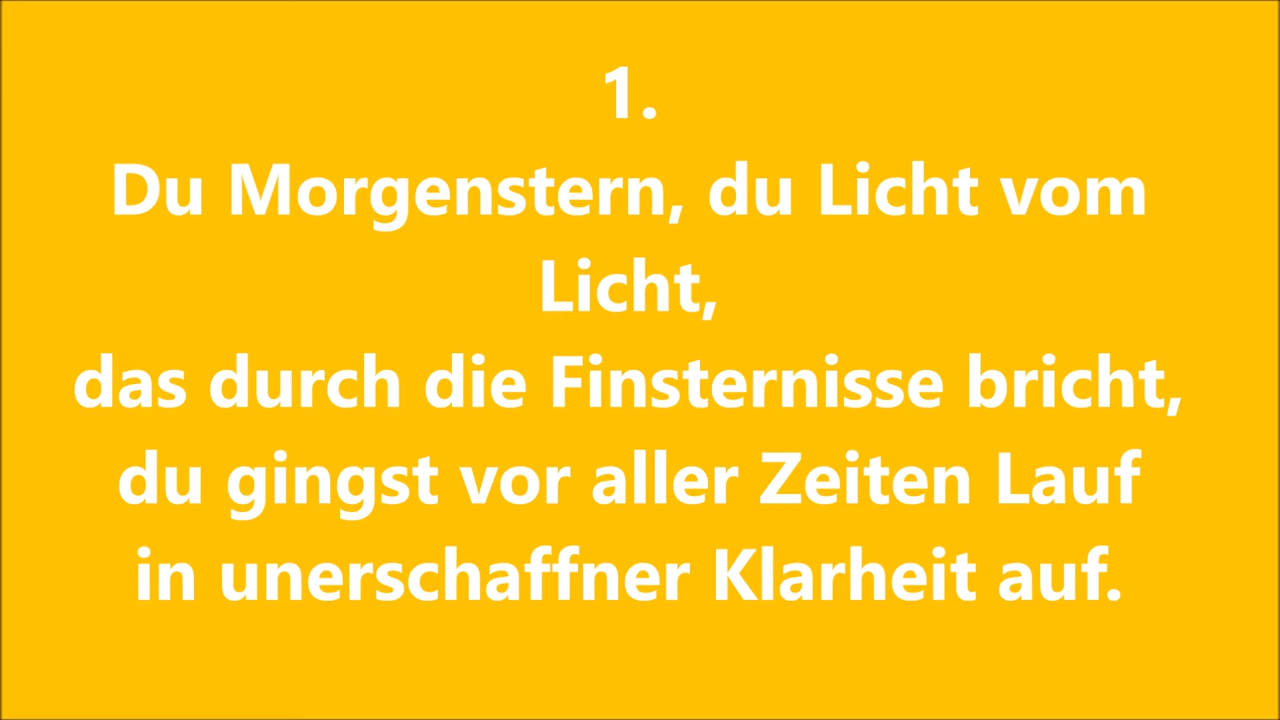 1.
Du Morgenstern, du Licht vom
Licht,
das durch die Finsternisse bricht,
du gingst vor aller Zeiten Lauf
in unerschaffner Klarheit auf.